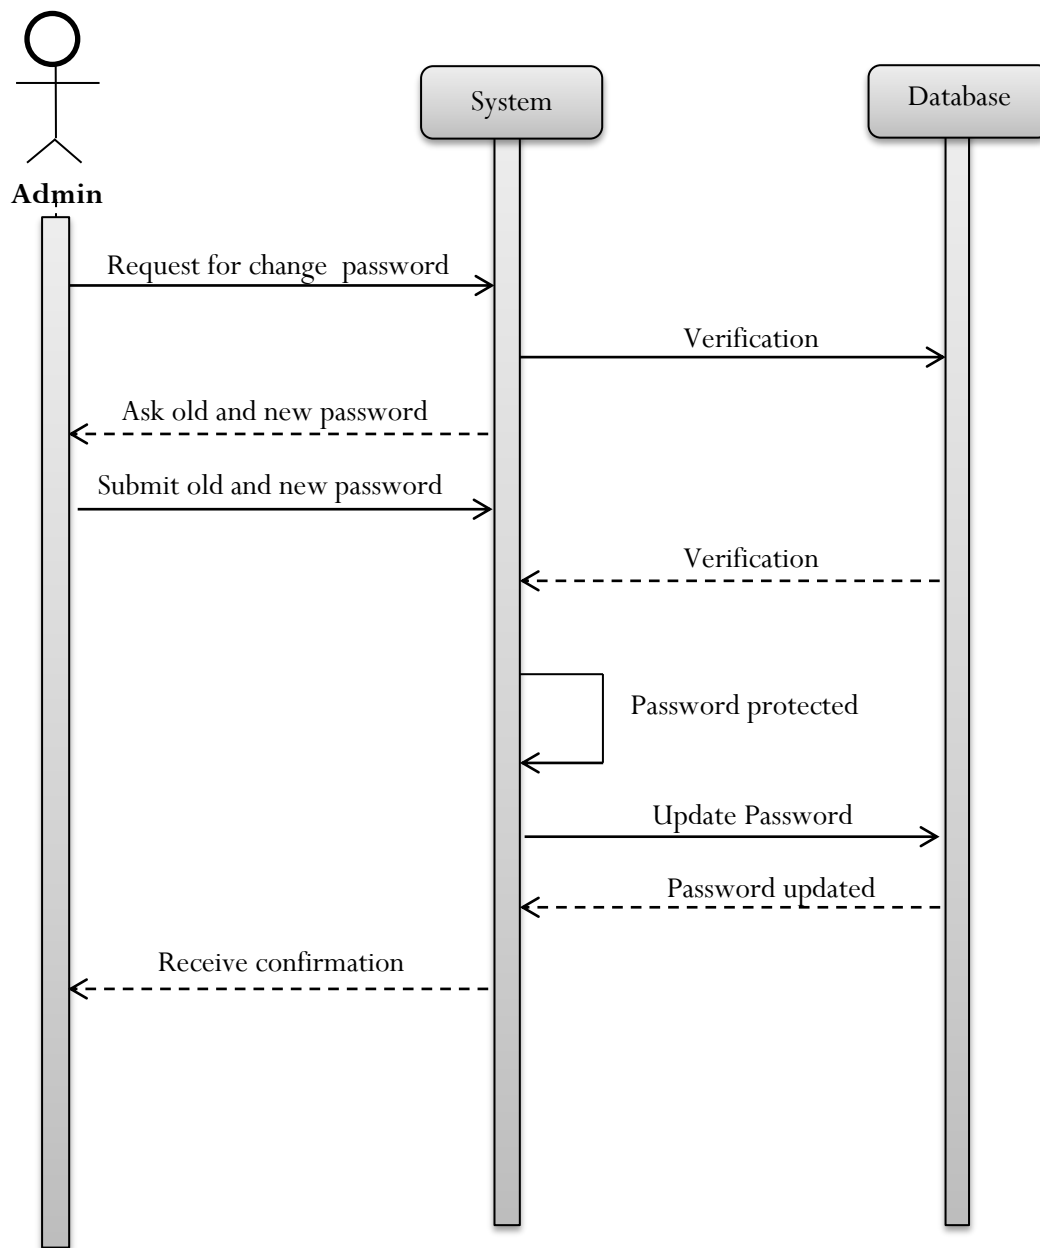 System
Database
Admin
Request for change password
Verification
Ask old and new password
Submit old and new password
Verification
Password protected
Update Password
Password updated
Receive confirmation